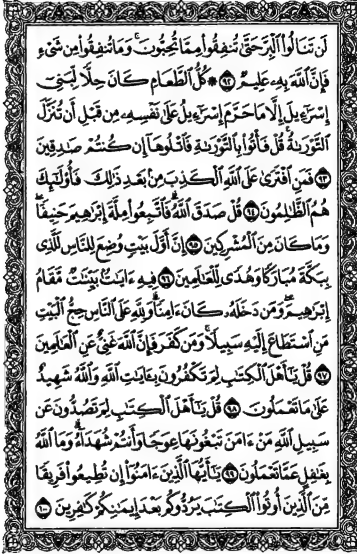 لَن تَنَالُوا۟ ٱلْبِرَّ حَتَّىٰ تُنفِقُوا۟ مِمَّا تُحِبُّونَ ۚ وَمَا تُنفِقُوا۟ مِن شَىْءٍ
فَإِنَّ ٱللَّهَ بِهِۦ عَلِيمٌ ٩٢ ۞ كُلُّ ٱلطَّعَامِ كَانَ حِلًّا لِّبَنِىٓ
إِسْرَٰٓءِيلَ إِلَّا مَا حَرَّمَ إِسْرَٰٓءِيلُ عَلَىٰ نَفْسِهِۦ مِن قَبْلِ أَن تُنَزَّلَ
ٱلتَّوْرَىٰةُ ۗ قُلْ فَأْتُوا۟ بِٱلتَّوْرَىٰةِ فَٱتْلُوهَآ إِن كُنتُمْ صَٰدِقِينَ
٩٣ فَمَنِ ٱفْتَرَىٰ عَلَى ٱللَّهِ ٱلْكَذِبَ مِنۢ بَعْدِ ذَٰلِكَ فَأُو۟لَٰٓئِكَ
هُمُ ٱلظَّٰلِمُونَ ٩٤ قُلْ صَدَقَ ٱللَّهُ ۗ فَٱتَّبِعُوا۟ مِلَّةَ إِبْرَٰهِيمَ حَنِيفًا
وَمَا كَانَ مِنَ ٱلْمُشْرِكِينَ ٩٥ إِنَّ أَوَّلَ بَيْتٍ وُضِعَ لِلنَّاسِ لَلَّذِى
بِبَكَّةَ مُبَارَكًا وَهُدًى لِّلْعَٰلَمِينَ ٩٦ فِيهِ ءَايَٰتٌۢ بَيِّنَٰتٌ مَّقَامُ
إِبْرَٰهِيمَ ۖ وَمَن دَخَلَهُۥ كَانَ ءَامِنًا ۗ وَلِلَّهِ عَلَى ٱلنَّاسِ حِجُّ ٱلْبَيْتِ
مَنِ ٱسْتَطَاعَ إِلَيْهِ سَبِيلًا ۚ وَمَن كَفَرَ فَإِنَّ ٱللَّهَ غَنِىٌّ عَنِ ٱلْعَٰلَمِينَ
٩٧ قُلْ يَٰٓأَهْلَ ٱلْكِتَٰبِ لِمَ تَكْفُرُونَ بِـَٔايَٰتِ ٱللَّهِ وَٱللَّهُ شَهِيدٌ
عَلَىٰ مَا تَعْمَلُونَ ٩٨ قُلْ يَٰٓأَهْلَ ٱلْكِتَٰبِ لِمَ تَصُدُّونَ عَن
سَبِيلِ ٱللَّهِ مَنْ ءَامَنَ تَبْغُونَهَا عِوَجًا وَأَنتُمْ شُهَدَآءُ ۗ وَمَا ٱللَّهُ
بِغَٰفِلٍ عَمَّا تَعْمَلُونَ ٩٩ يَٰٓأَيُّهَا ٱلَّذِينَ ءَامَنُوٓا۟ إِن تُطِيعُوا۟ فَرِيقًا
مِّنَ ٱلَّذِينَ أُوتُوا۟ ٱلْكِتَٰبَ يَرُدُّوكُم بَعْدَ إِيمَٰنِكُمْ كَٰفِرِينَ ١٠٠